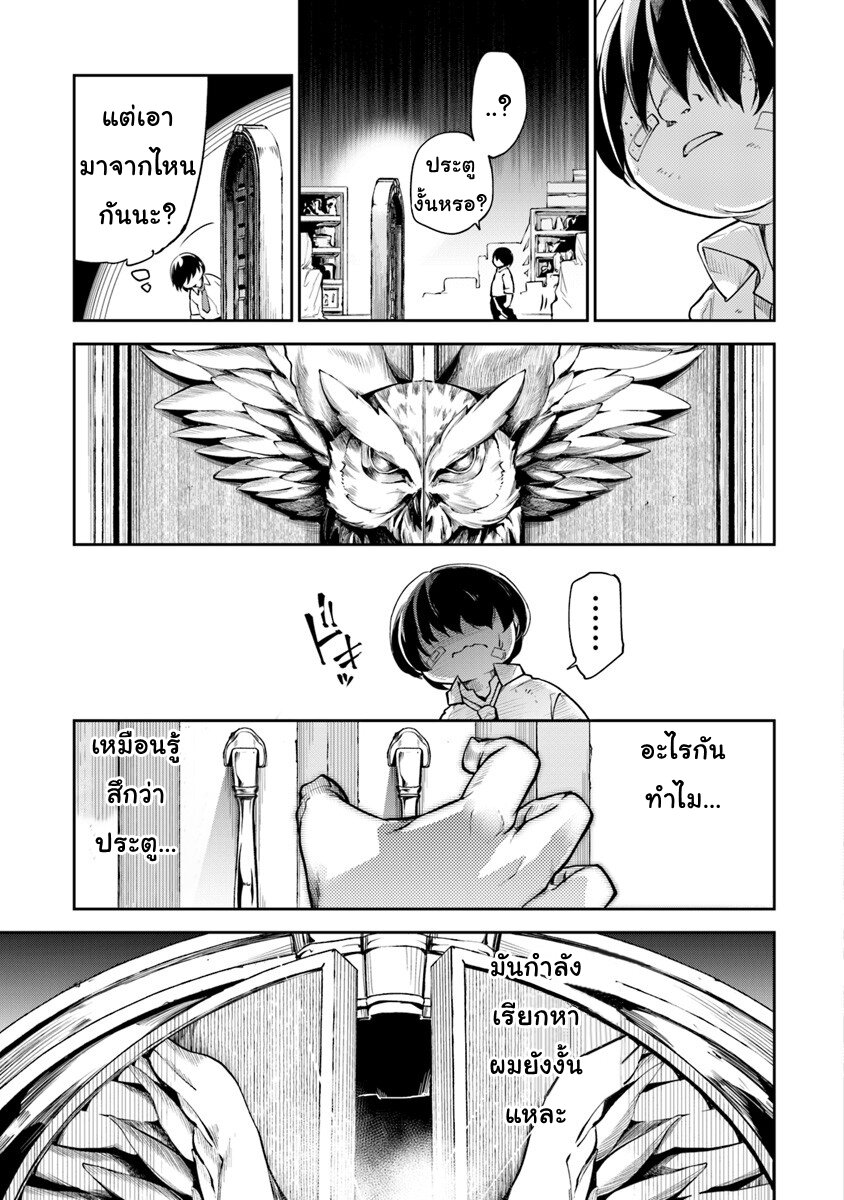 ..?
ประตู
งั้นหรอ?
แต่เอา
มาจากไหน
กันนะ?
......
ドキッ
อะไรกัน
ทำไม...
เหมือนรู้
สึกว่า
ประตู...
มันกำลัง
เรียกหา
ผมยังงั้น
แหละ